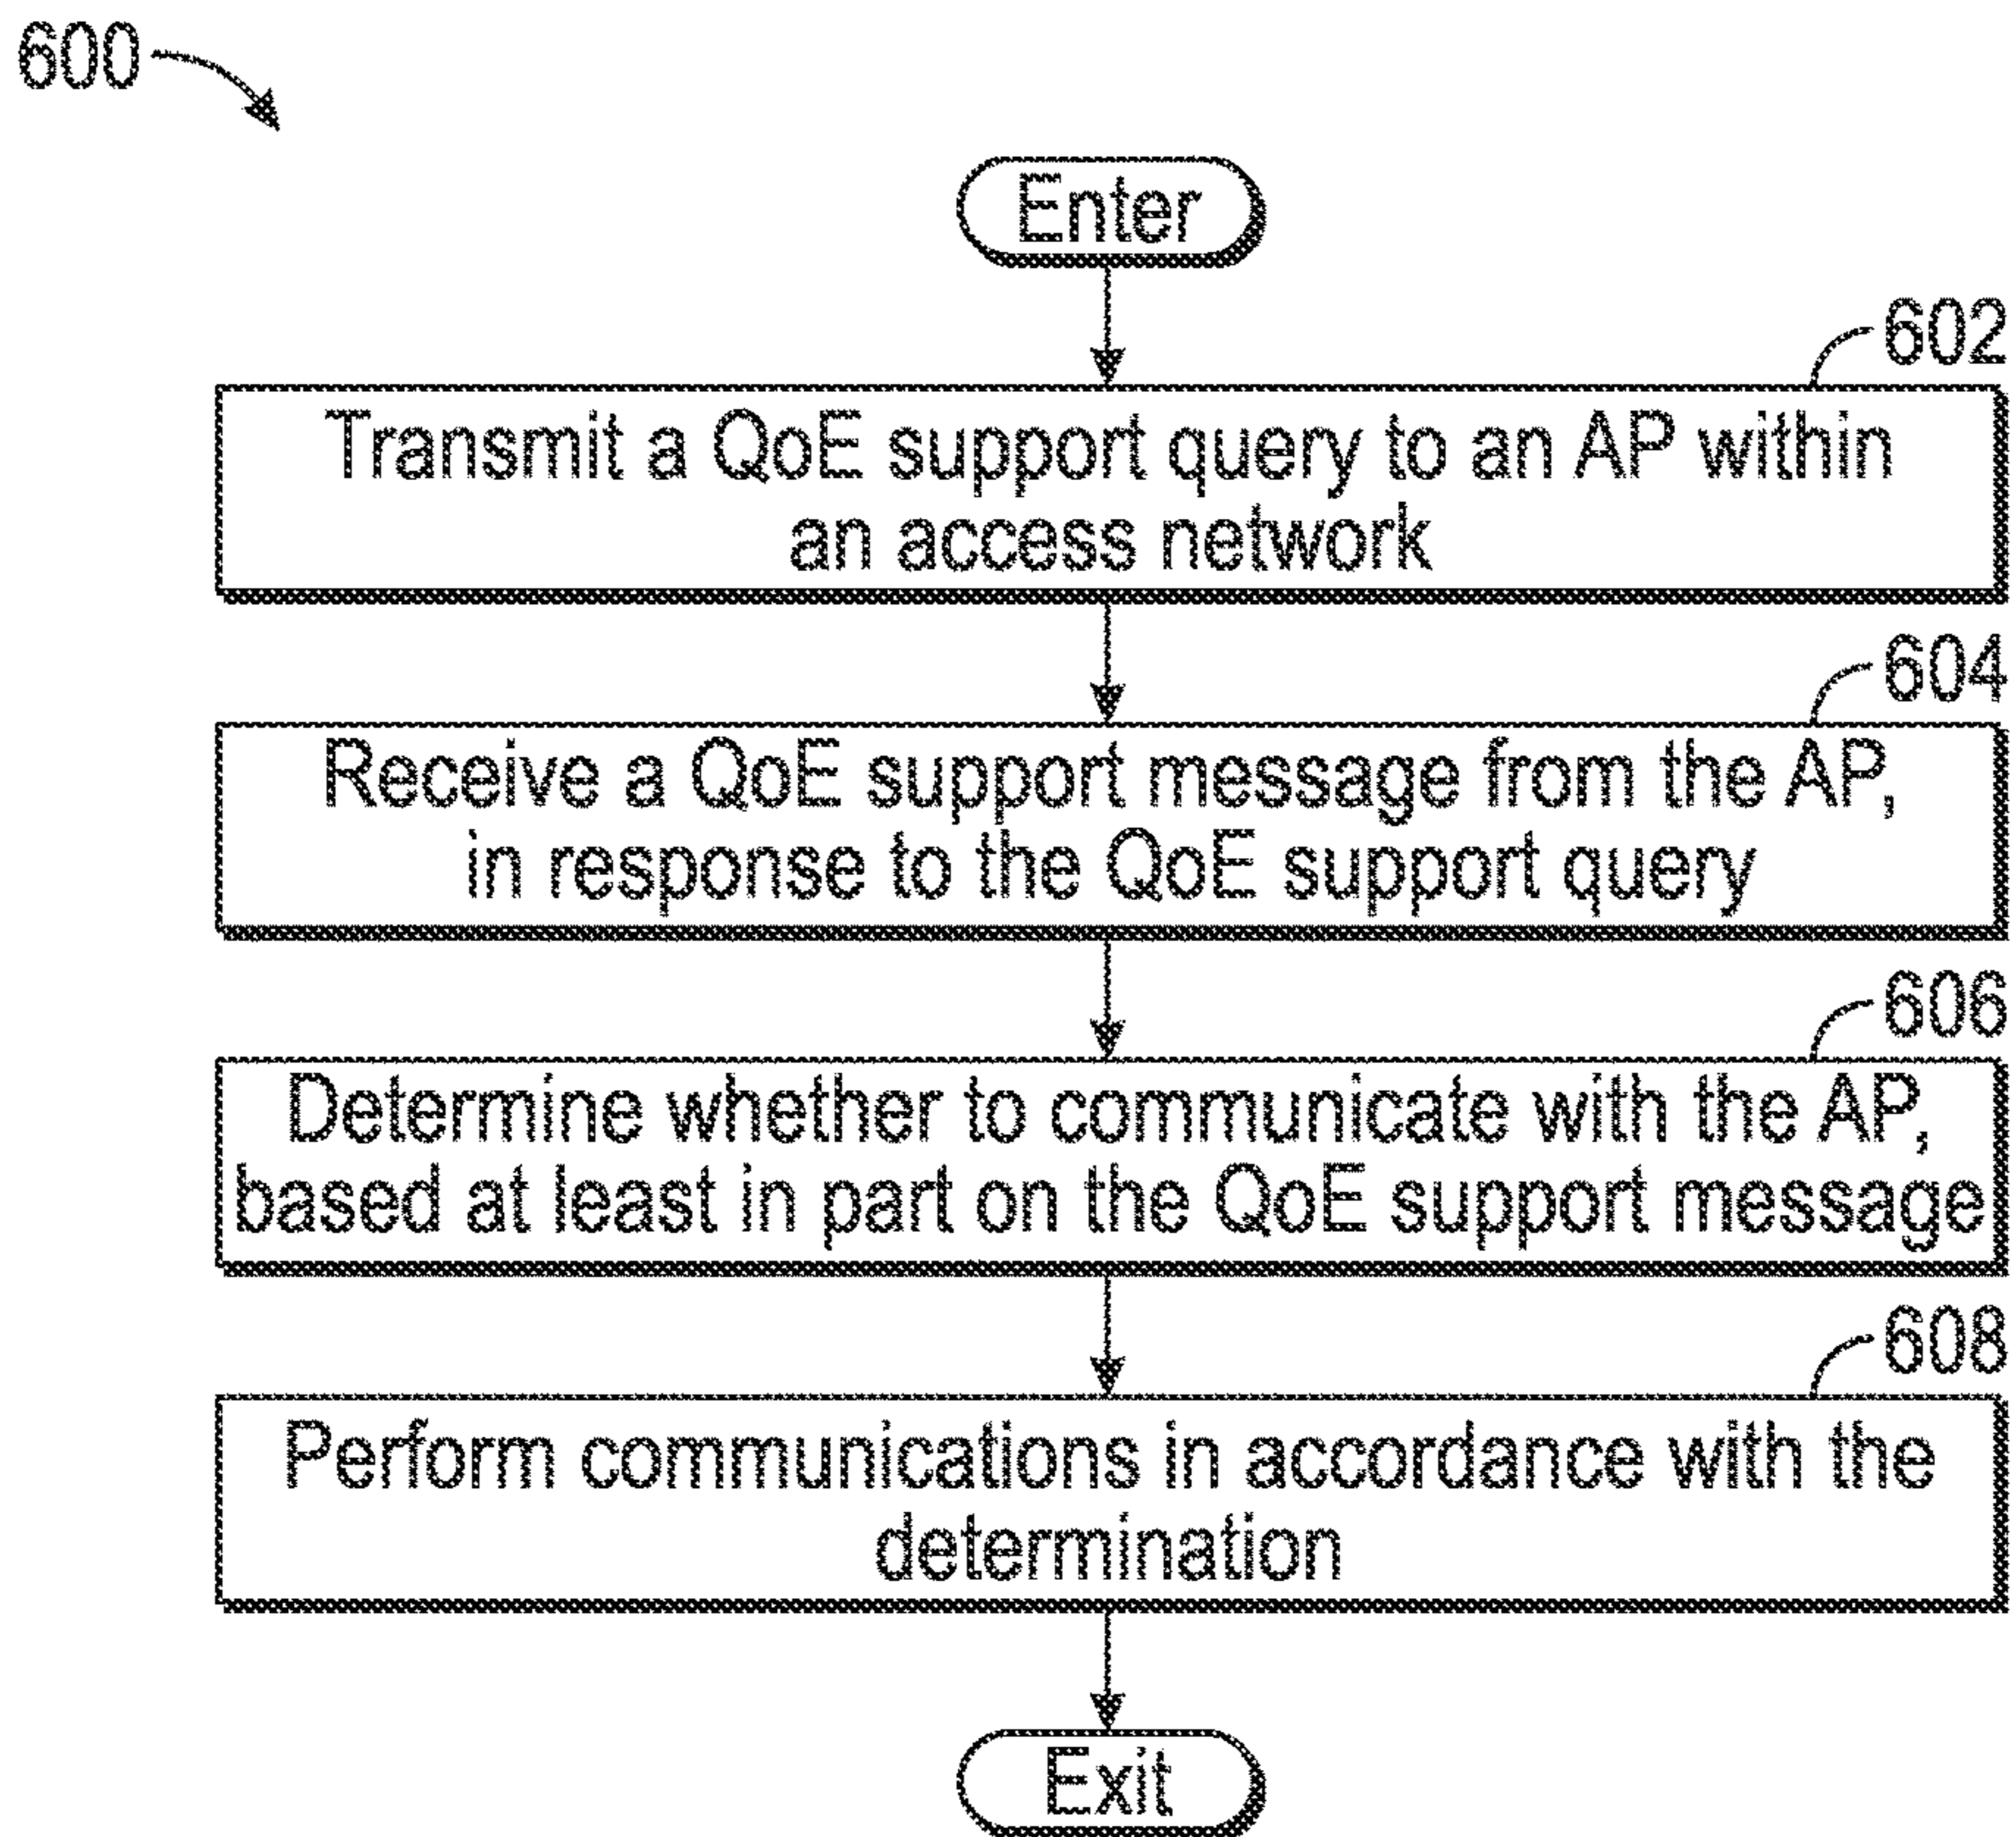 600
Enter
602
Transmit a QoE support query to an AP within
an access network
604
Receive a QoE support message from the AP,
in response to the QoE support query
606
Determine whether to communicate with the AP,
based at least in part on the QoE support message
608
Perform communications in accordance with the
determination
Exit